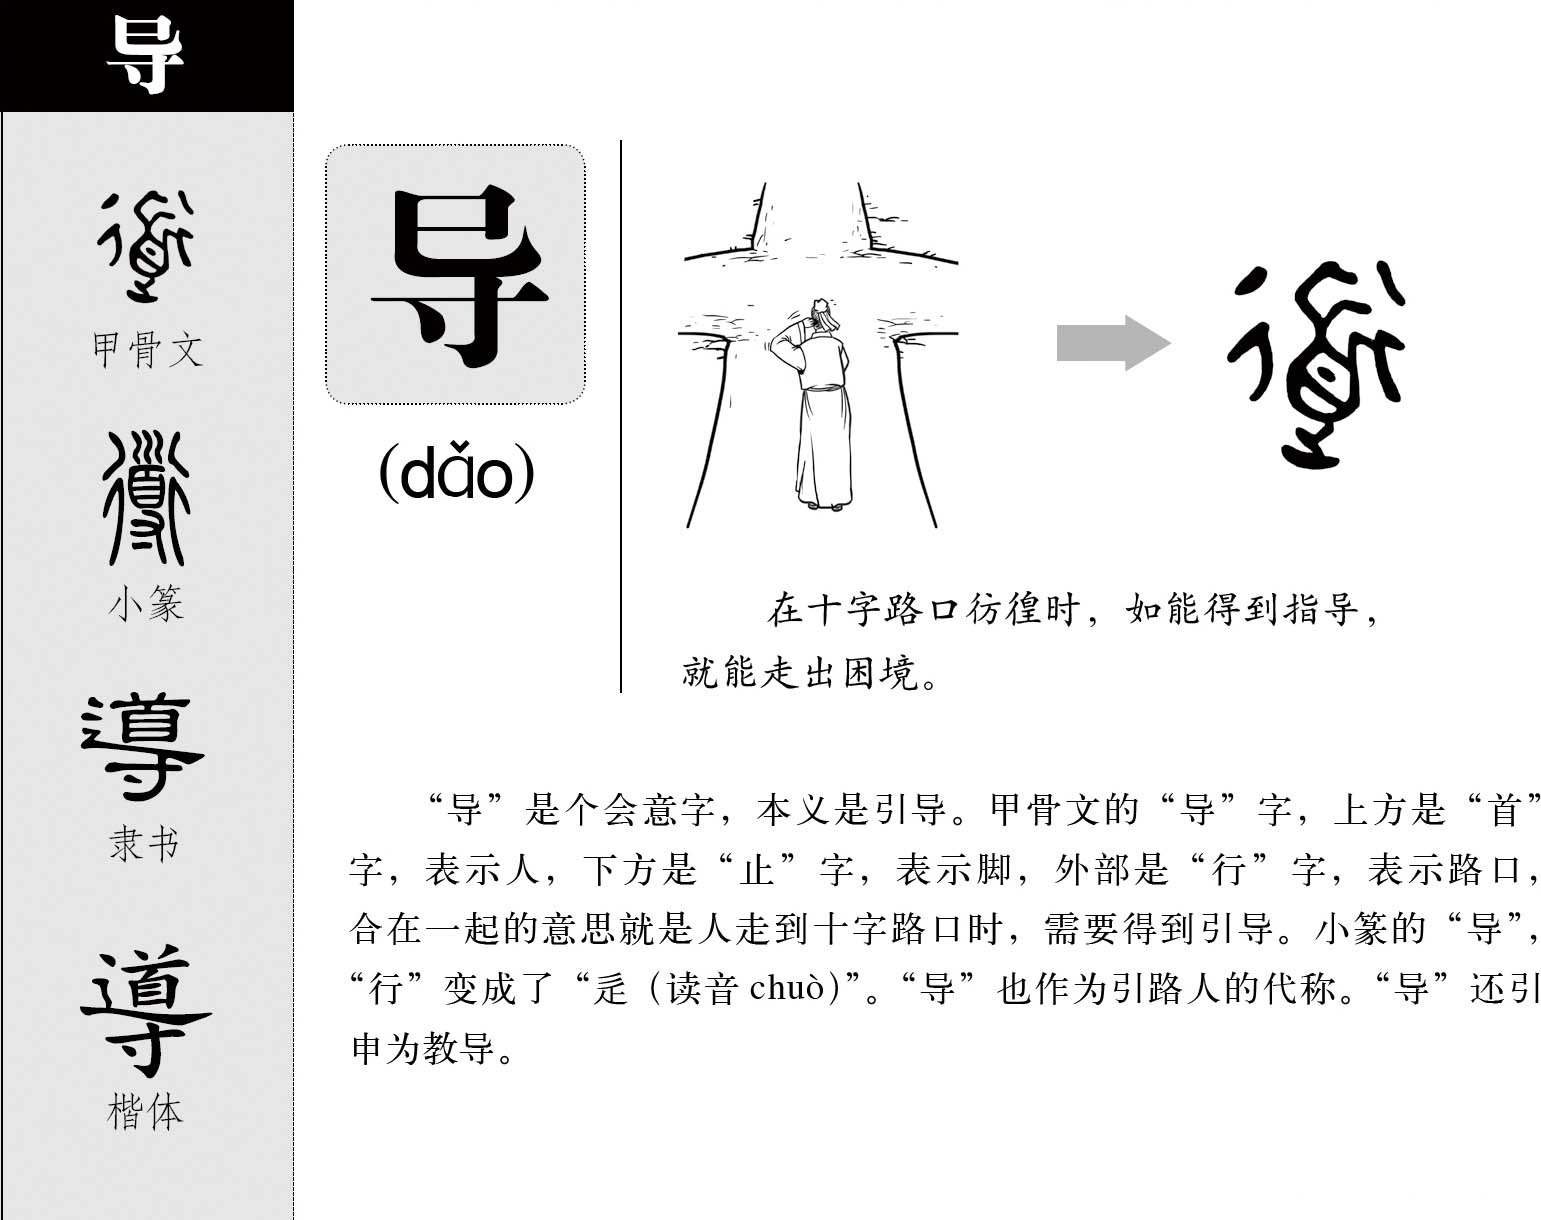 导
甲骨文
小篆
隶书
楷体
導
導
导
(dǎo)
在十字路口彷徨时，如能得到指导，
就能走出困境。
“导”是个会意字，本义是引导。甲骨文的“导”字，上方是“首”
字，表示人，下方是“止”字，表示脚，外部是“行”字，表示路口，
合在一起的意思就是人走到十字路口时，需要得到引导。小篆的“导”，
“行”变成了“辵（读音 chuò）”。“导”也作为引路人的代称。“导”还引
申为教导。